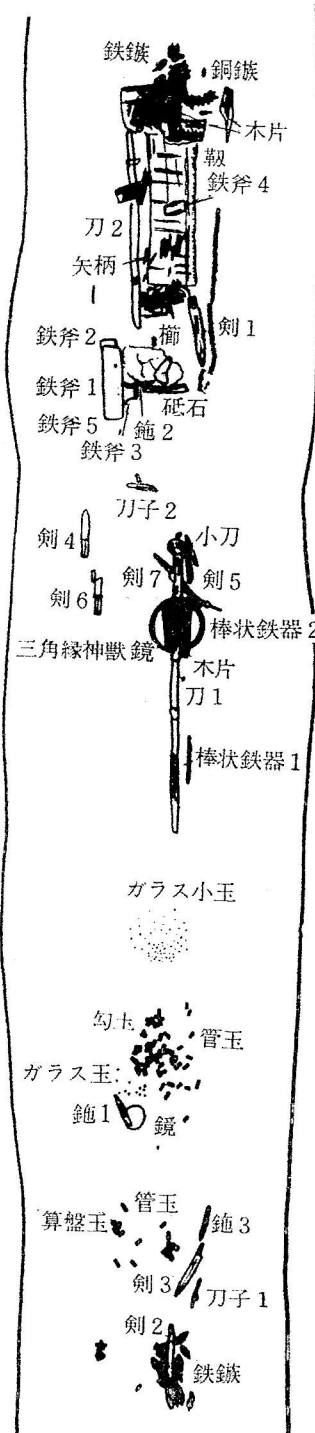 鉄鏃
銅鏃
木片
靫
鉄斧4
刀2
矢柄
剣1
鉄斧2
櫛
鉄斧1
砥石
鉄斧5
鉇2
鉄斧3
刀子2
剣4
小刀
剣7
剣5
剣6
棒状鉄器2
三角縁神獣鏡
木片
刀1
棒状鉄器1
ガラス小玉
勾玉
管玉
ガラス玉
鉇1
鏡
管玉
算盤玉
鉇3
剣3
刀子1
剣2
鉄鏃